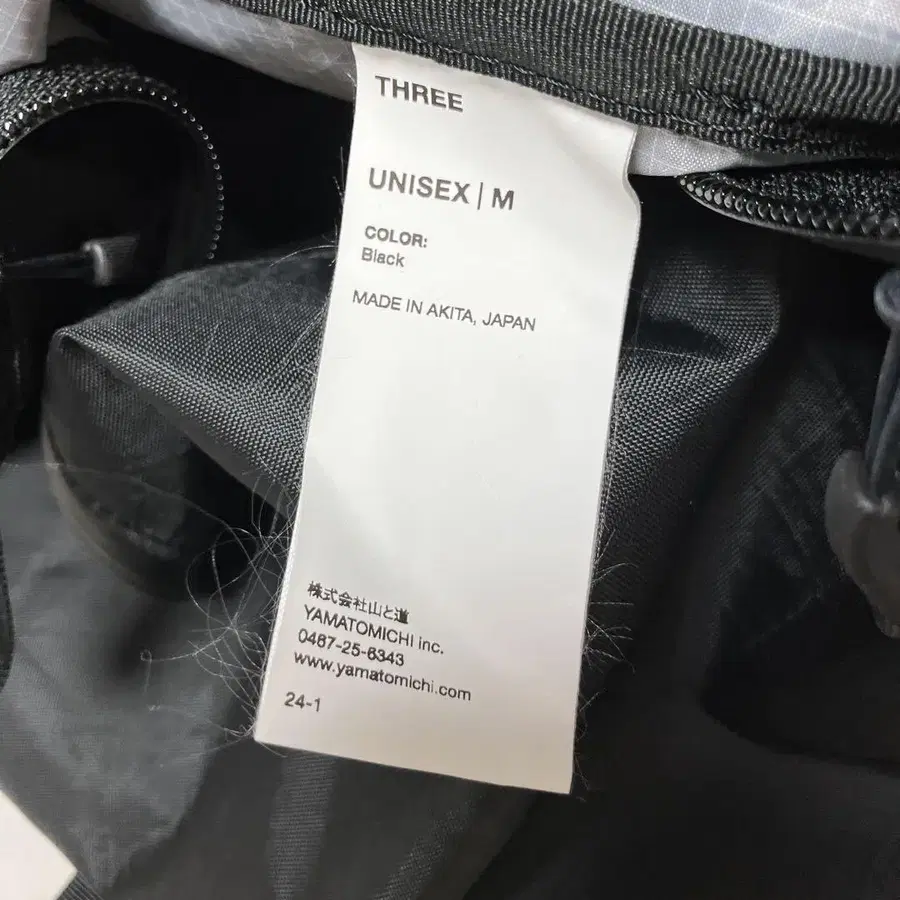 THREE
UNISEX | M
COLOR:
Black
MADE IN AKITA, JAPAN
株式会社山と道
YAMATOMICHI inc.
0467-25-6343
www.yamatomichi.com
24-1